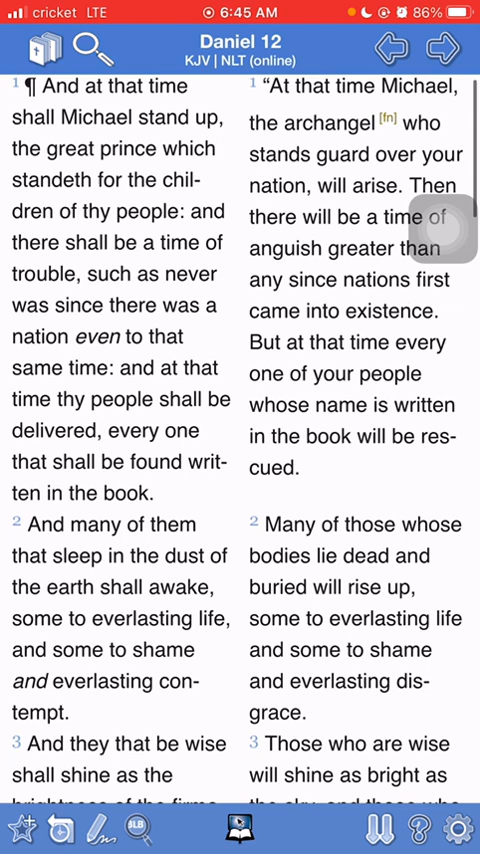 cricket LTE 6:45 AM 86%
Daniel 12
KJV | NLT (online)
1 ¶ And at that time
shall Michael stand up,
the great prince which
standeth for the chil-
dren of thy people: and
there shall be a time of
trouble, such as never
was since there was a
nation even to that
same time: and at that
time thy people shall be
delivered, every one
that shall be found writ-
ten in the book.
2 And many of them
that sleep in the dust of
the earth shall awake,
some to everlasting life,
and some to shame
and everlasting con-
tempt.
3 And they that be wise
shall shine as the
brightness of the firma-
1 “At that time Michael,
the archangel [fn] who
stands guard over your
nation, will arise. Then
there will be a time of
anguish greater than
any since nations first
came into existence.
But at that time every
one of your people
whose name is written
in the book will be res-
cued.
2 Many of those whose
bodies lie dead and
buried will rise up,
some to everlasting life
and some to shame
and everlasting dis-
grace.
3 Those who are wise
will shine as bright as
the sky, and those who
BLB